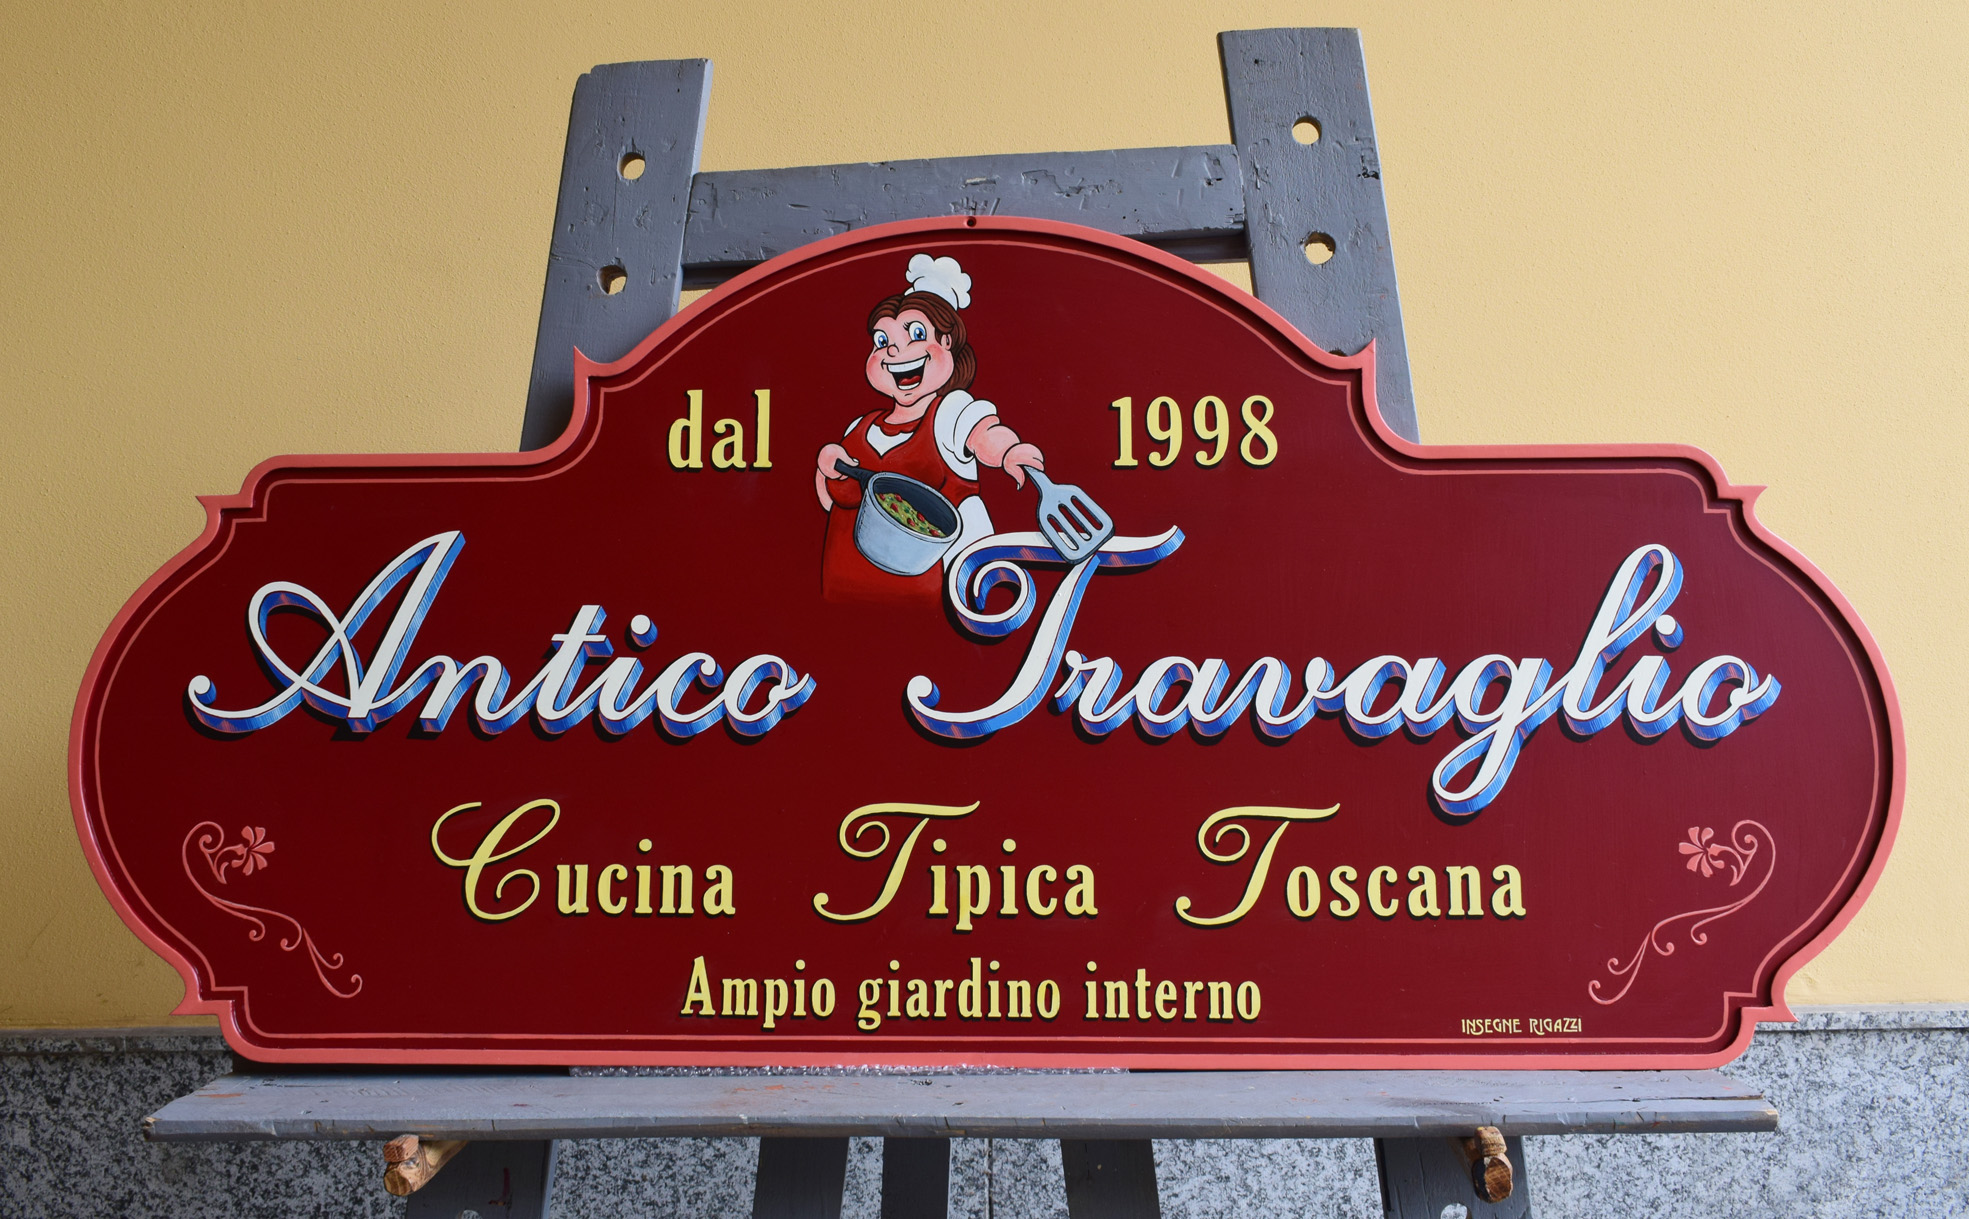 dal 1998
Antico Travaglio
Cucina Tipica Toscana
Ampio giardino interno
INSEGNE RIGAZZI